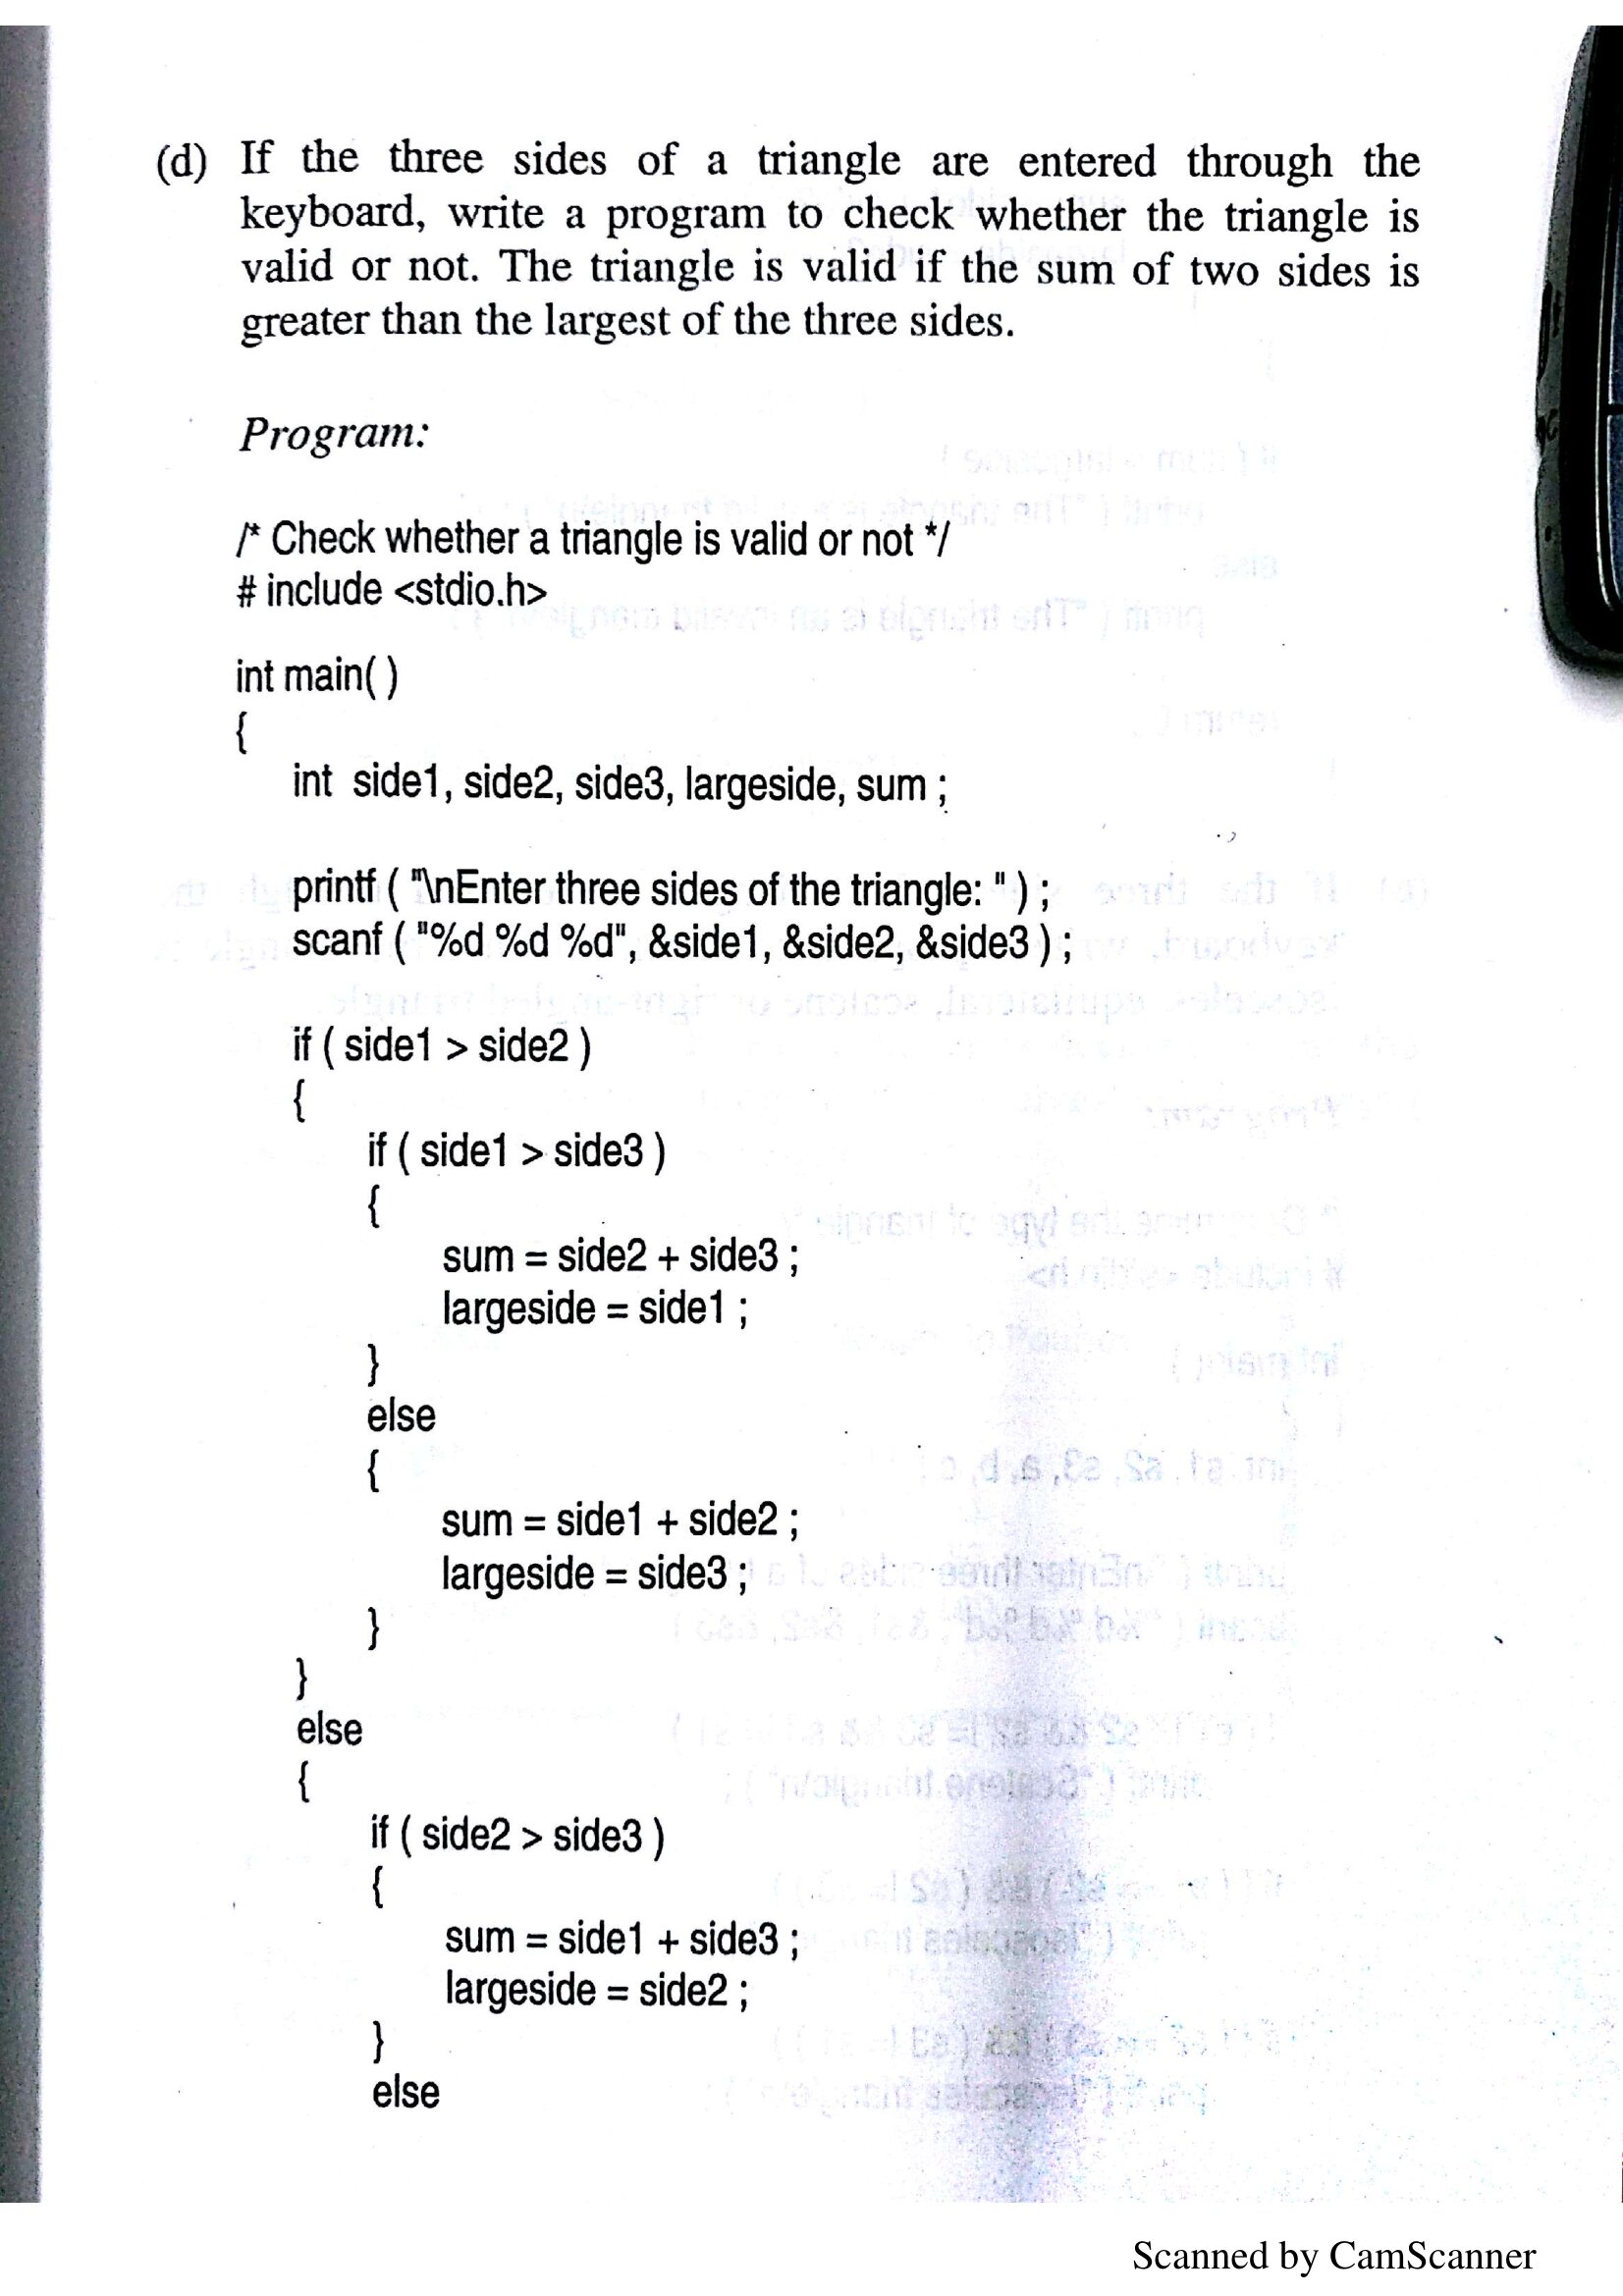 (d) If the three sides of a triangle are entered through the
keyboard, write a program to check whether the triangle is
valid or not. The triangle is valid if the sum of two sides is
greater than the largest of the three sides.
Program:
/* Check whether a triangle is valid or not */
# include <stdio.h>
int main( )
{
int side1, side2, side3, largeside, sum ;
printf ( "\nEnter three sides of the triangle: " ) ;
scanf ( "%d %d %d", &side1, &side2, &side3 ) ;
if ( side1 > side2 )
{
if ( side1 > side3 )
{
sum = side2 + side3 ;
largeside = side1 ;
}
else
{
sum = side1 + side2 ;
largeside = side3 ;
}
}
else
{
if ( side2 > side3 )
{
sum = side1 + side3 ;
largeside = side2 ;
}
else
Scanned by CamScanner